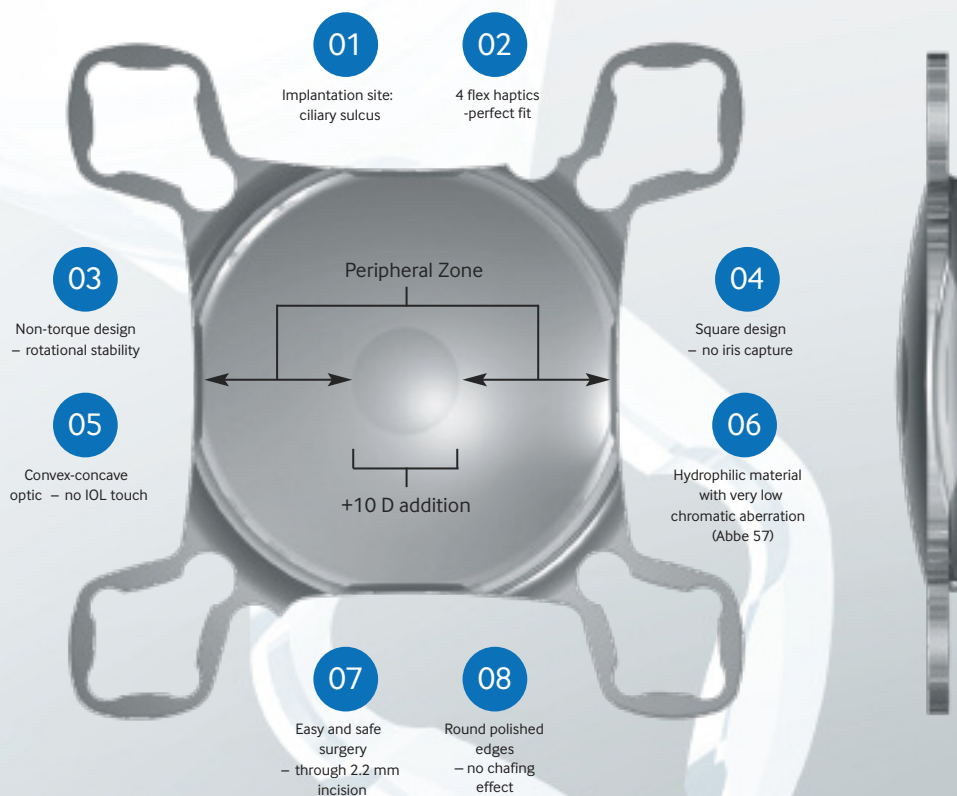 01
Implantation site:
ciliary sulcus
02
4 flex haptics
-perfect fit
03
Non-torque design
– rotational stability
Peripheral Zone
04
Square design
– no iris capture
05
Convex-concave
optic – no IOL touch
+10 D addition
06
Hydrophilic material
with very low
chromatic aberration
(Abbe 57)
07
Easy and safe
surgery
– through 2.2 mm
incision
08
Round polished
edges
– no chafing
effect